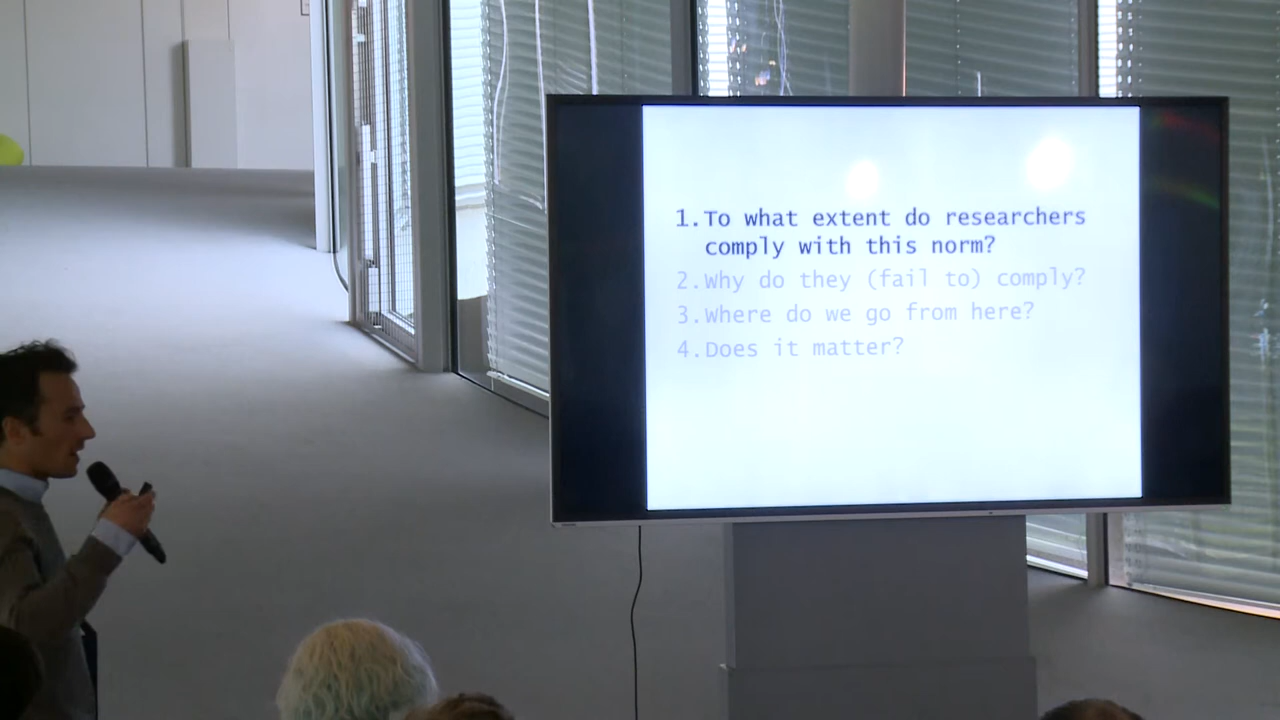 1.To what extent do researchers
comply with this norm?
2.Why do they (fail to) comply?
3.Where do we go from here?
4.Does it matter?